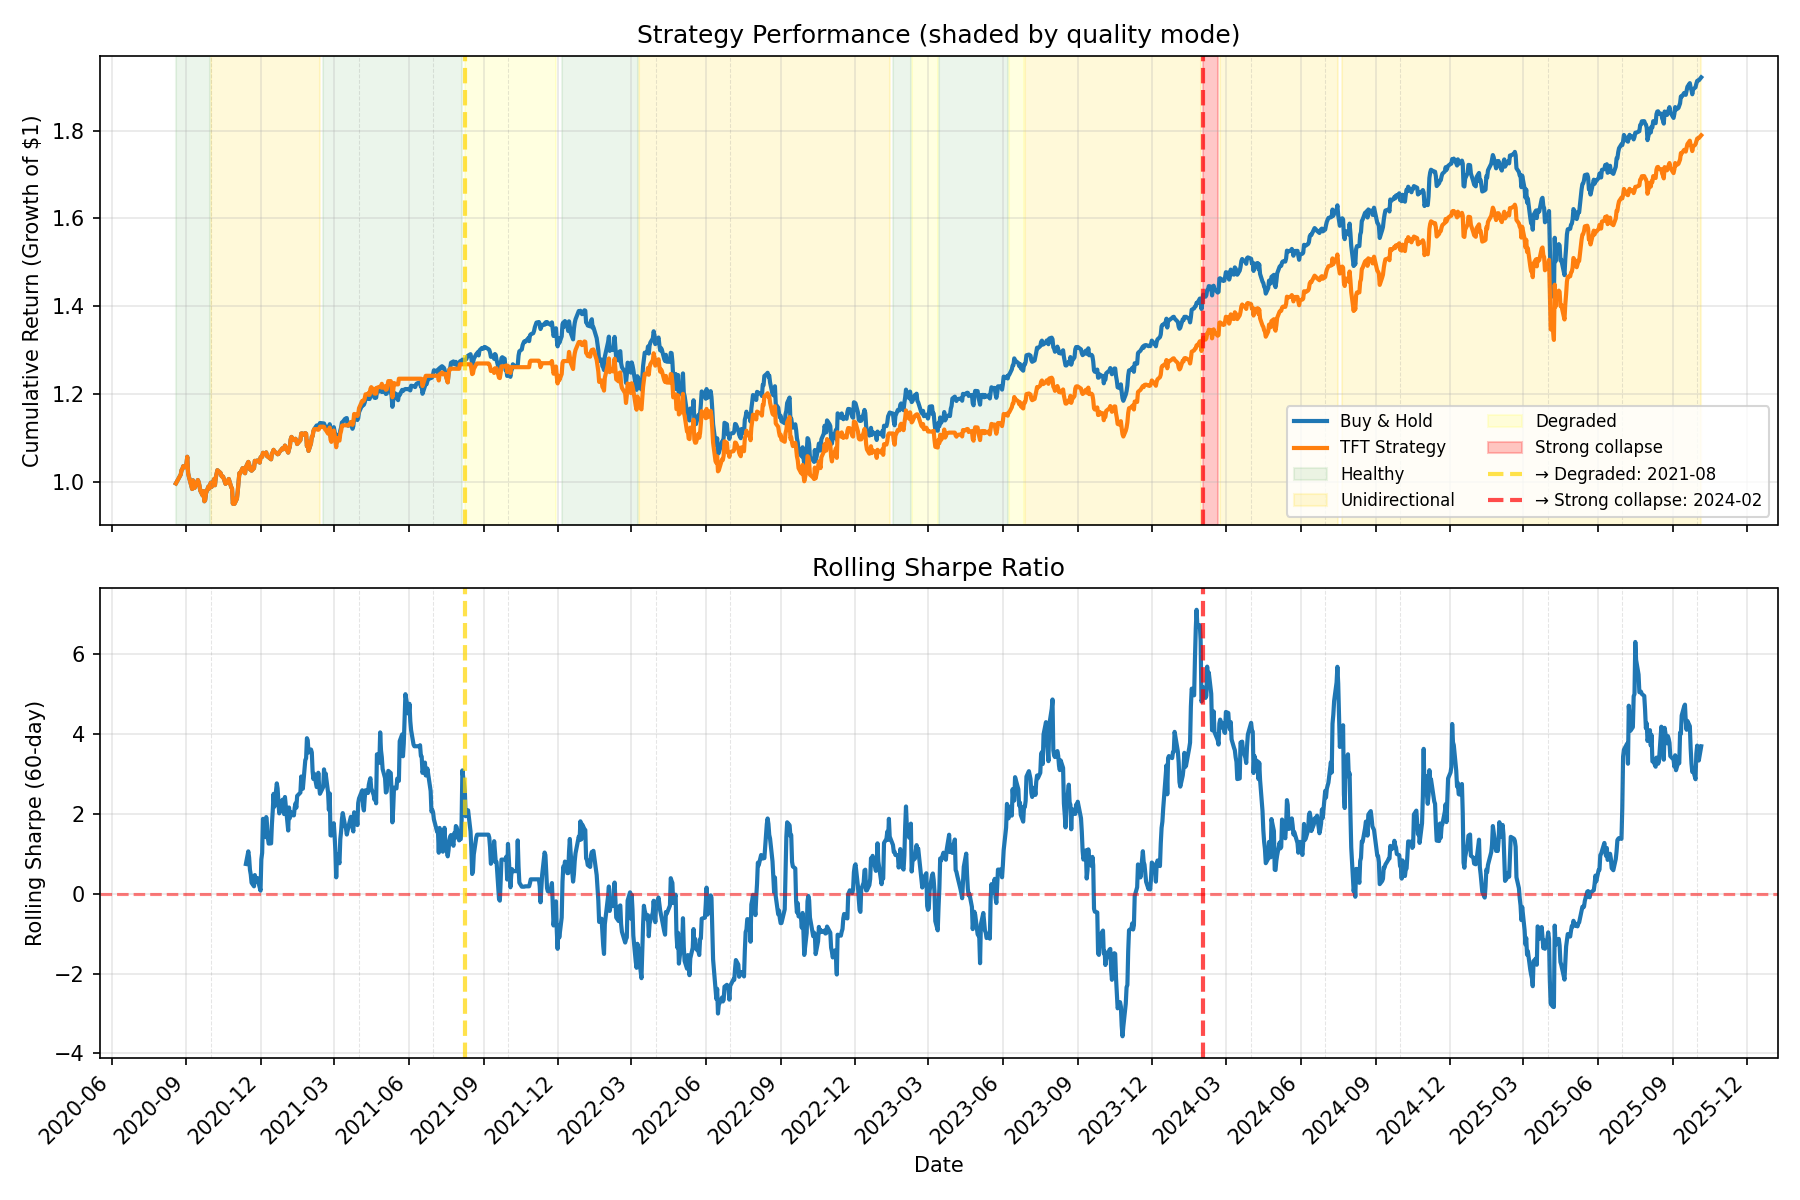 Strategy Performance (shaded by quality mode)
Cumulative Return (Growth of $1)
1.8
1.6
1.4
1.2
1.0
Buy & Hold
TFT Strategy
Healthy
Unidirectional
Degraded
Strong collapse
→ Degraded: 2021-08
→ Strong collapse: 2024-02
Rolling Sharpe Ratio
Rolling Sharpe (60-day)
6
4
2
0
−2
−4
2020-06
2020-09
2020-12
2021-03
2021-06
2021-09
2021-12
2022-03
2022-06
2022-09
2022-12
2023-03
2023-06
2023-09
2023-12
2024-03
2024-06
2024-09
2024-12
2025-03
2025-06
2025-09
2025-12
Date